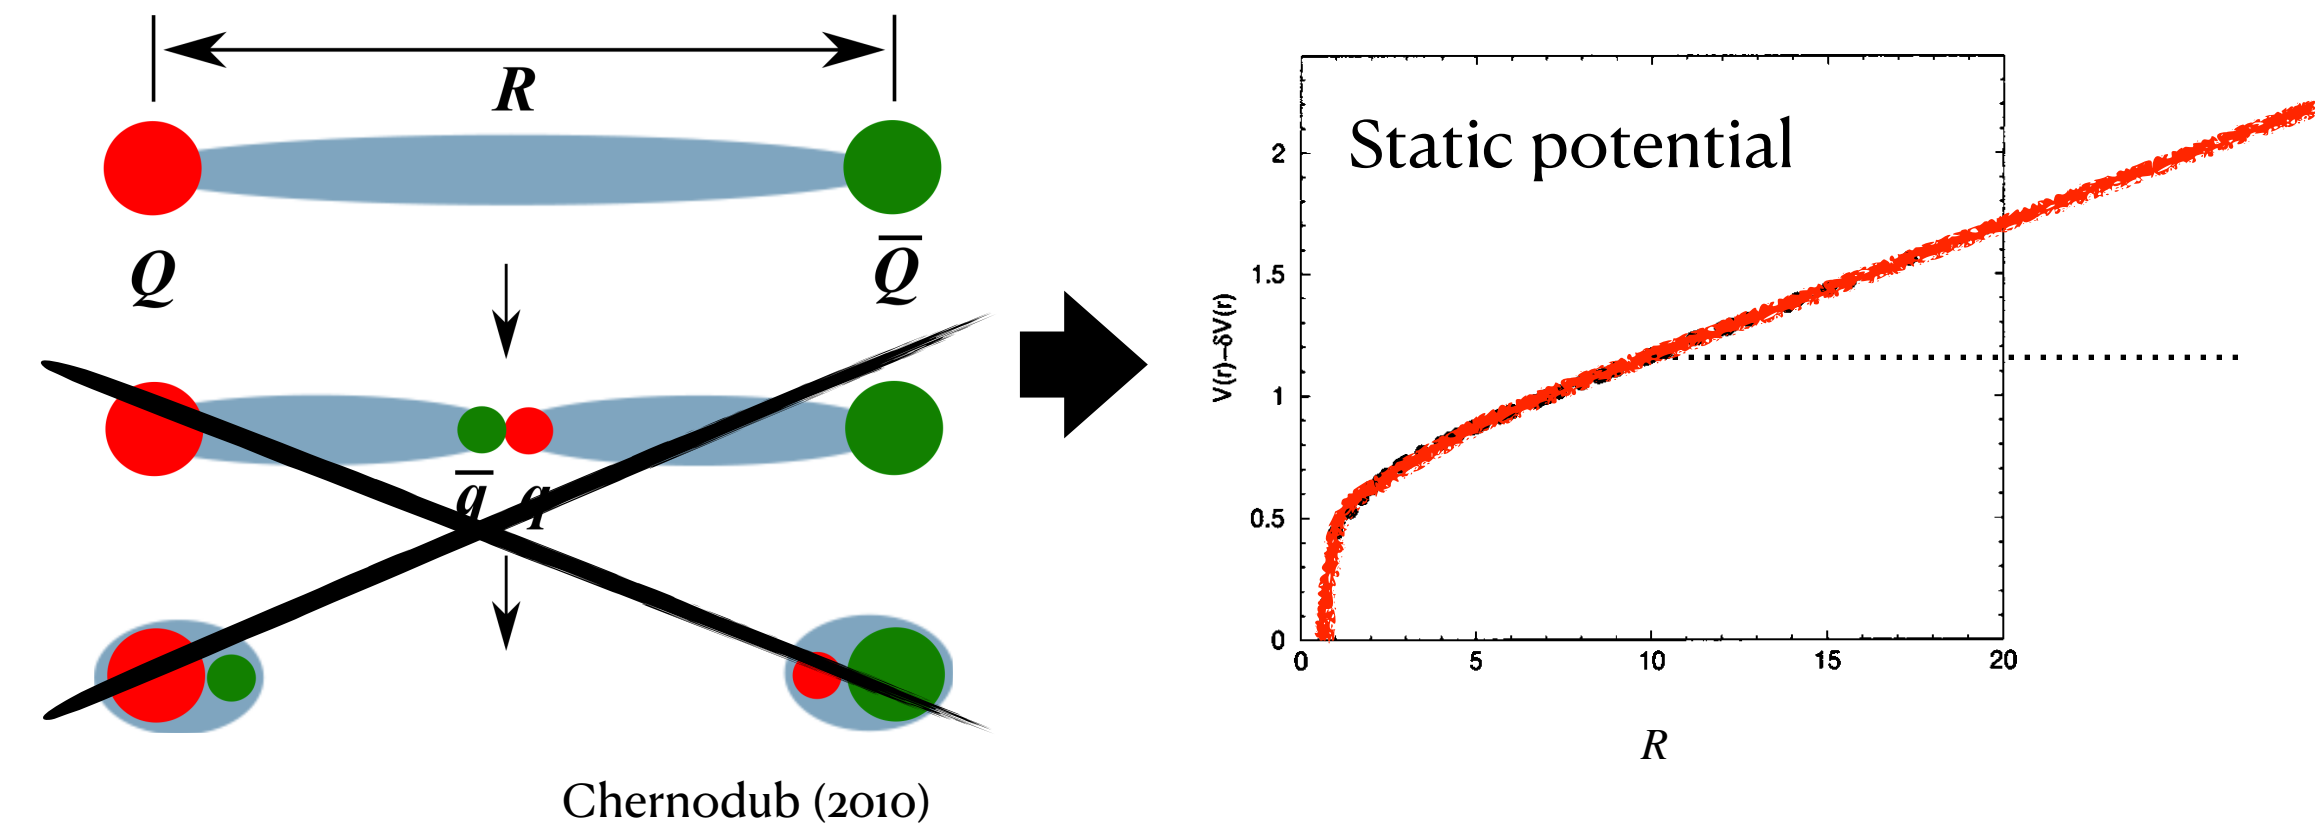 R
Q
Q̅
q̅ q
Chernodub (2010)
Static potential
V(r)−δV(r)
2
1.5
1
0.5
0
0 5 10 15 20
R